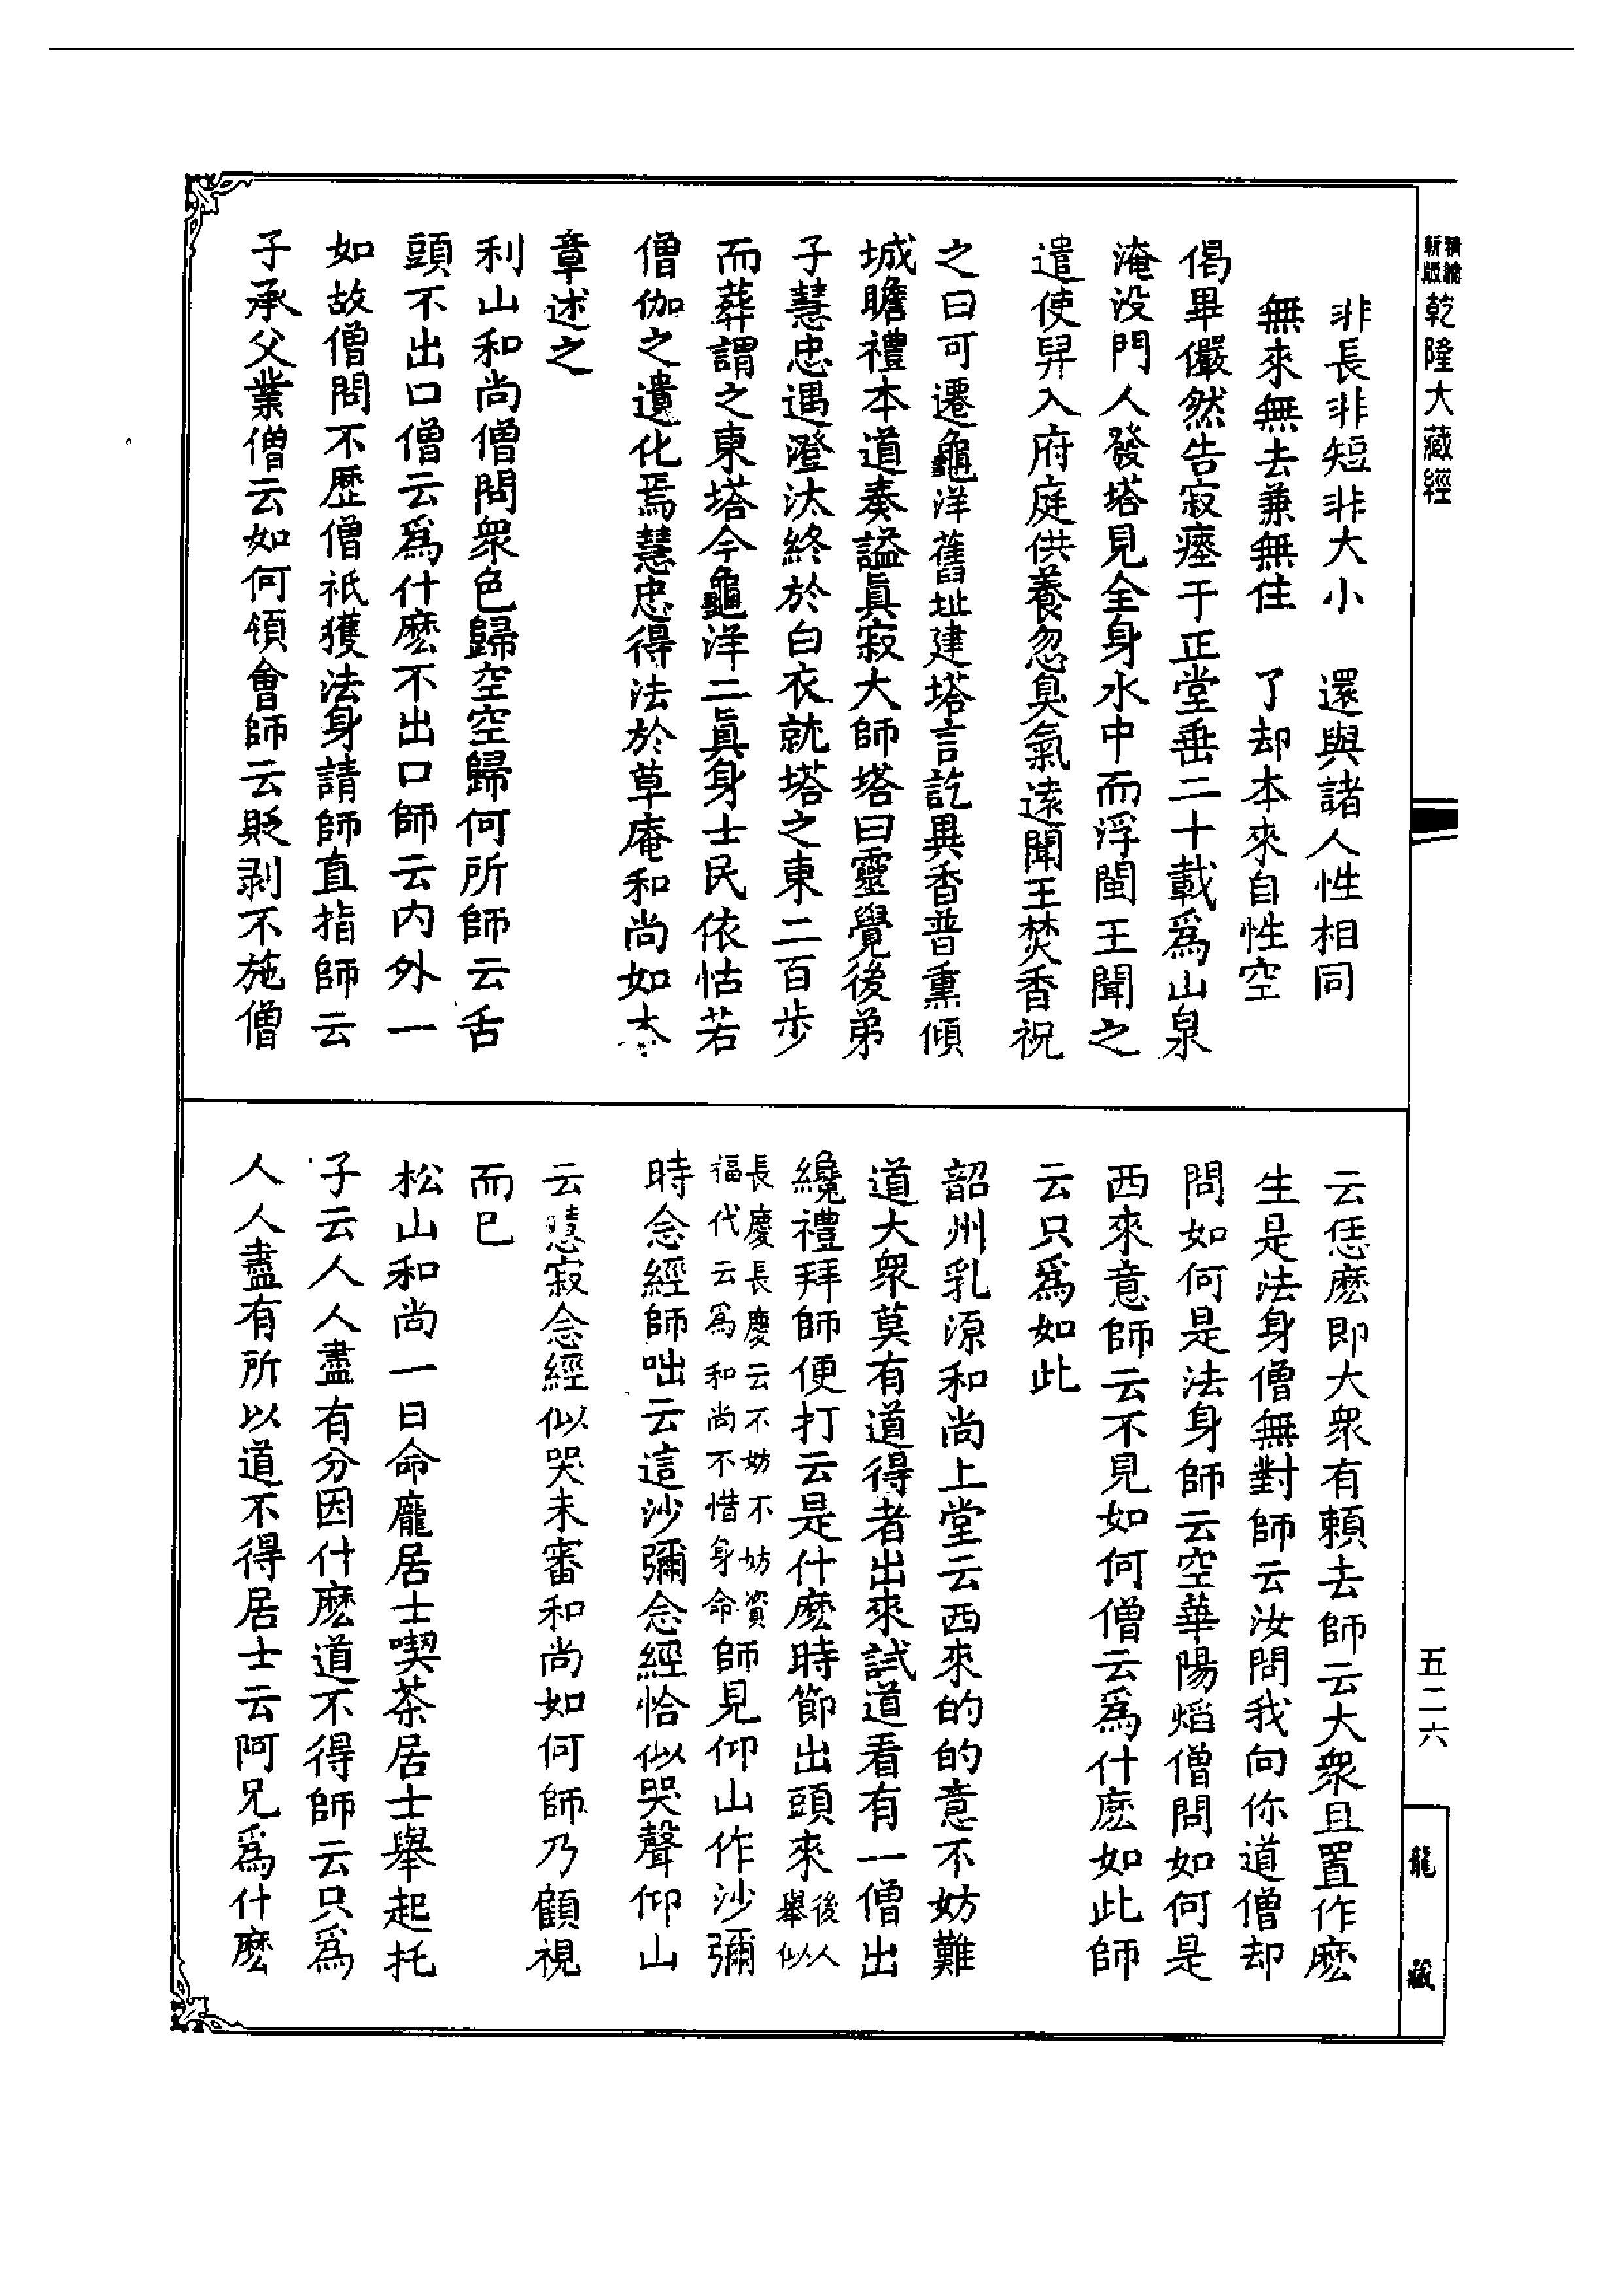 乾隆大藏經
非長非短非大小　還與諸人性相同
無來無去兼無住　了却本來自性空
偈畢儼然告寂瘞于正堂垂二十載爲山泉
淹没門人發塔見全身水中而浮閩王聞之
遣使舁入府庭供養忽臭氣遠聞王焚香祝
之曰可遷龜洋舊址建塔言訖異香普熏傾
城瞻禮本道奏謚眞寂大師塔曰靈覺後弟
子慧忠遇澄汰終於白衣就塔之東二百步
而葬謂之東塔今龜洋二眞身士民依怙若
僧伽之遺化焉慧忠得法於草庵和尚如本
章述之
利山和尚僧問衆色歸空空歸何所師云舌
頭不出口僧云爲什麽不出口師云内外一
如故僧問不歴僧祇獲法身請師直指師云
子承父業僧云如何領會師云貶剥不施僧
云恁麽即大衆有賴去師云大衆且置作麽
生是法身僧無對師云汝問我向你道僧却
問如何是法身師云空華陽焰僧問如何是
西來意師云不見如何僧云爲什麽如此師
云只爲如此
韶州乳源和尚上堂云西來的的意不妨難
道大衆莫有道得者出來試道看有一僧出
纔禮拜師便打云是什麽時節出頭來後人舉似
長慶長慶云不妨不妨資福代云爲和尚不惜身命師見仰山作沙彌
時念經師咄云這沙彌念經恰似哭聲仰山
云慧寂念經似哭未審和尚如何師乃顧視
而已
松山和尚一日命龐居士喫茶居士舉起托
子云人人盡有分因什麽道不得師云只爲
人人盡有所以道不得居士云阿兄爲什麽
五二六
龍藏